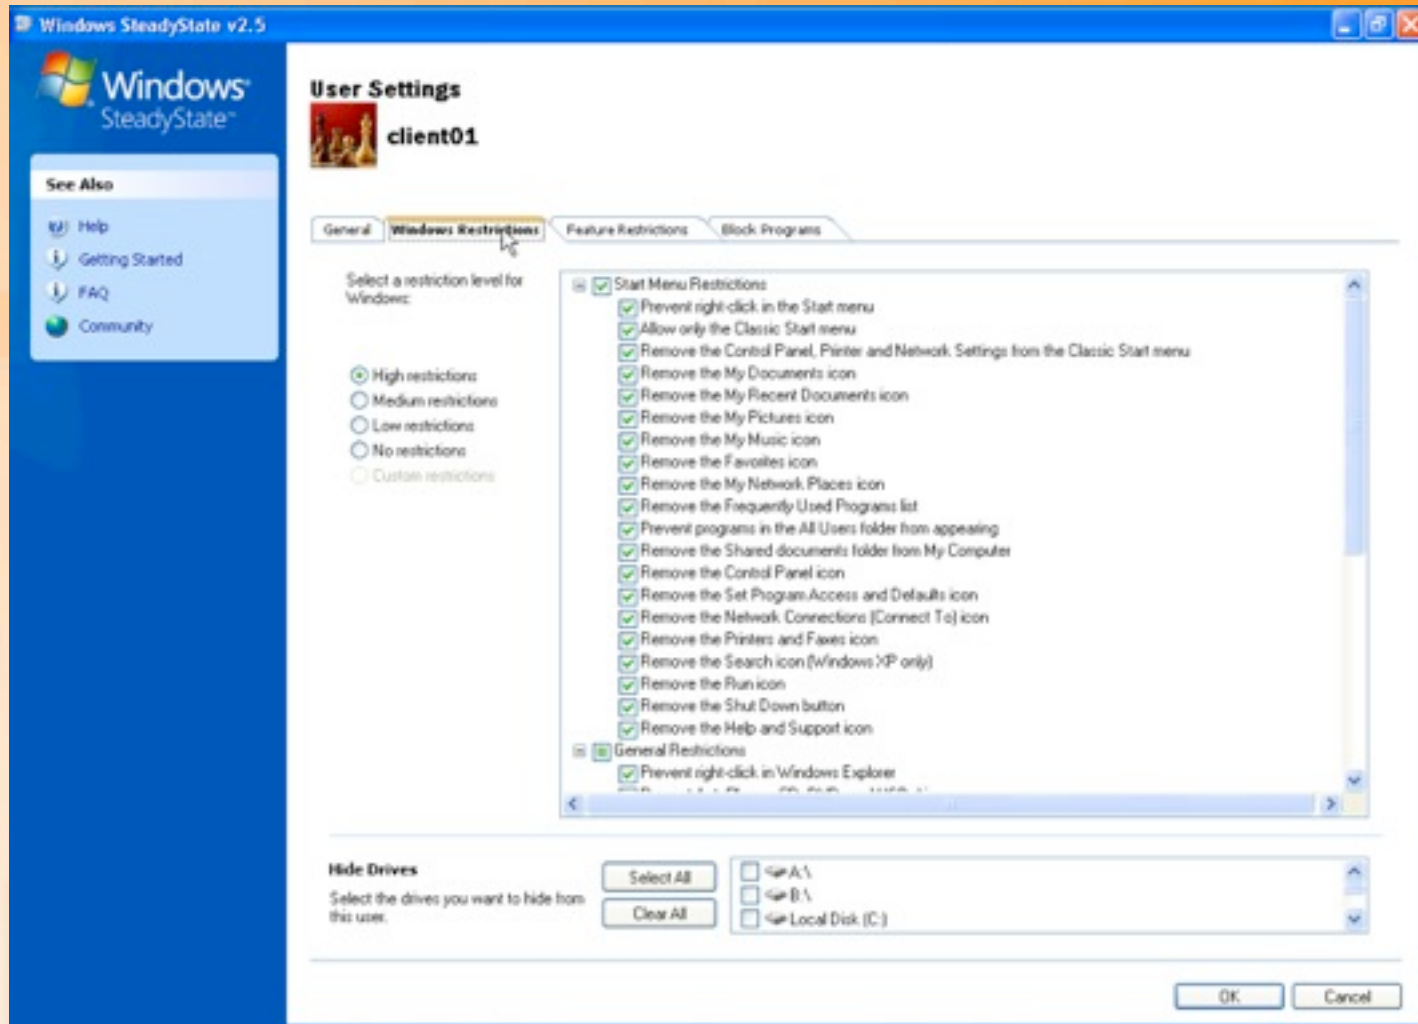 Windows SteadyState v2.5
Windows
SteadyState™
See Also
Help
Getting Started
FAQ
Community
User Settings
client01
General
Windows Restrictions
Feature Restrictions
Block Programs
Select a restriction level for
Windows:
High restrictions
Medium restrictions
Low restrictions
No restrictions
Custom restrictions
Start Menu Restrictions
Prevent right-click in the Start menu
Allow only the Classic Start menu
Remove the Control Panel, Printer and Network Settings from the Classic Start menu
Remove the My Documents icon
Remove the My Recent Documents icon
Remove the My Pictures icon
Remove the My Music icon
Remove the Favorites icon
Remove the My Network Places icon
Remove the Frequently Used Programs list
Prevent programs in the All Users folder from appearing
Remove the Shared documents folder from My Computer
Remove the Control Panel icon
Remove the Set Program Access and Defaults icon
Remove the Network Connections (Connect To) icon
Remove the Printers and Faxes icon
Remove the Search icon (Windows XP only)
Remove the Run icon
Remove the Shut Down button
Remove the Help and Support icon
General Restrictions
Prevent right-click in Windows Explorer
Hide Drives
Select the drives you want to hide from
this user.
Select All
Clear All
A:\
B:\
Local Disk (C:)
OK
Cancel